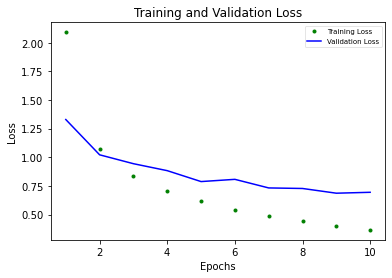 Training and Validation Loss
Training Loss
Validation Loss
2.00
1.75
1.50
1.25
1.00
0.75
0.50
Loss
2
4
6
8
10
Epochs